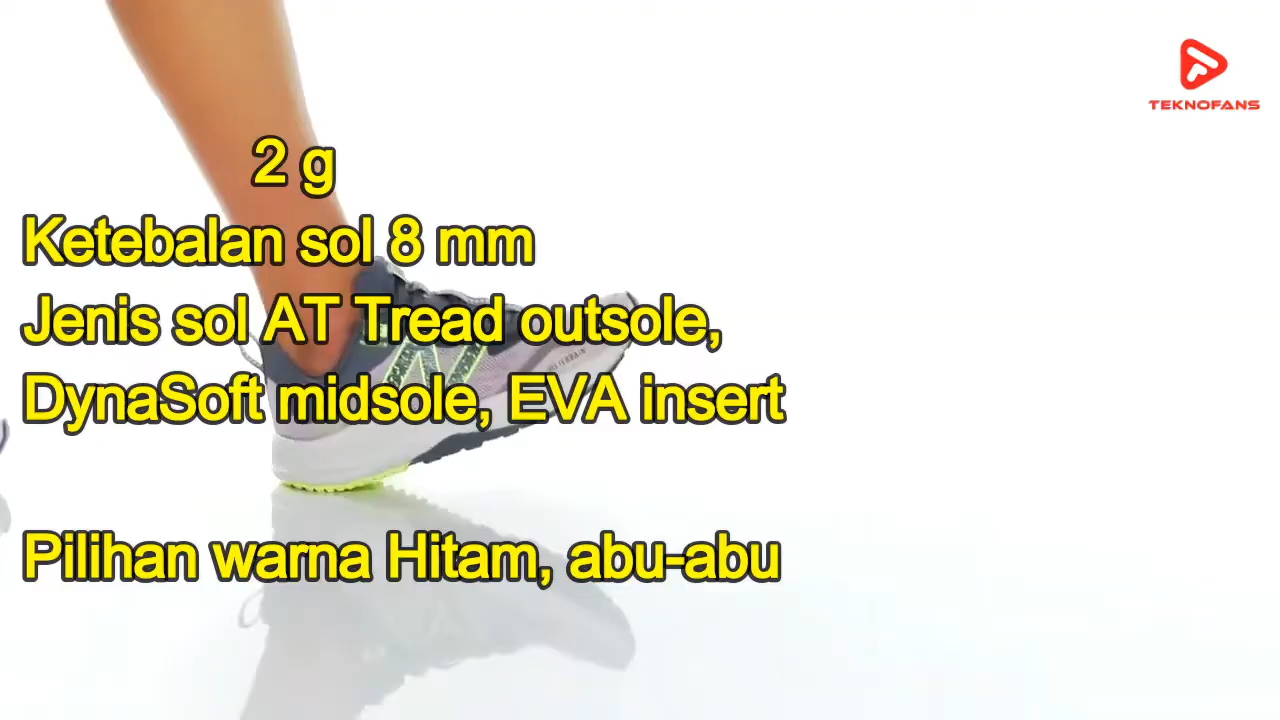 TEKNOFANS
2 g
Ketebalan sol 8 mm
Jenis sol AT Tread outsole,
DynaSoft midsole, EVA insert
Pilihan warna Hitam, abu-abu